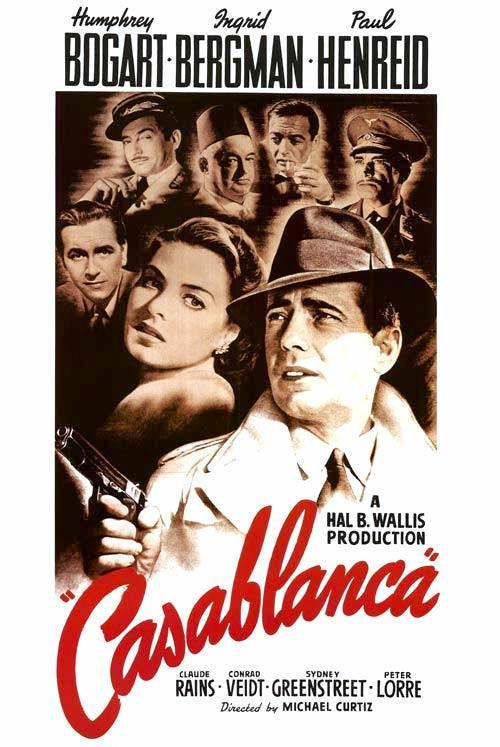 Humphrey Ingrid Paul
BOGART · BERGMAN · HENREID
A
HAL B. WALLIS
PRODUCTION
"Casablanca"
CLAUDE CONRAD SYDNEY PETER
RAINS · VEIDT · GREENSTREET · LORRE
Directed by MICHAEL CURTIZ